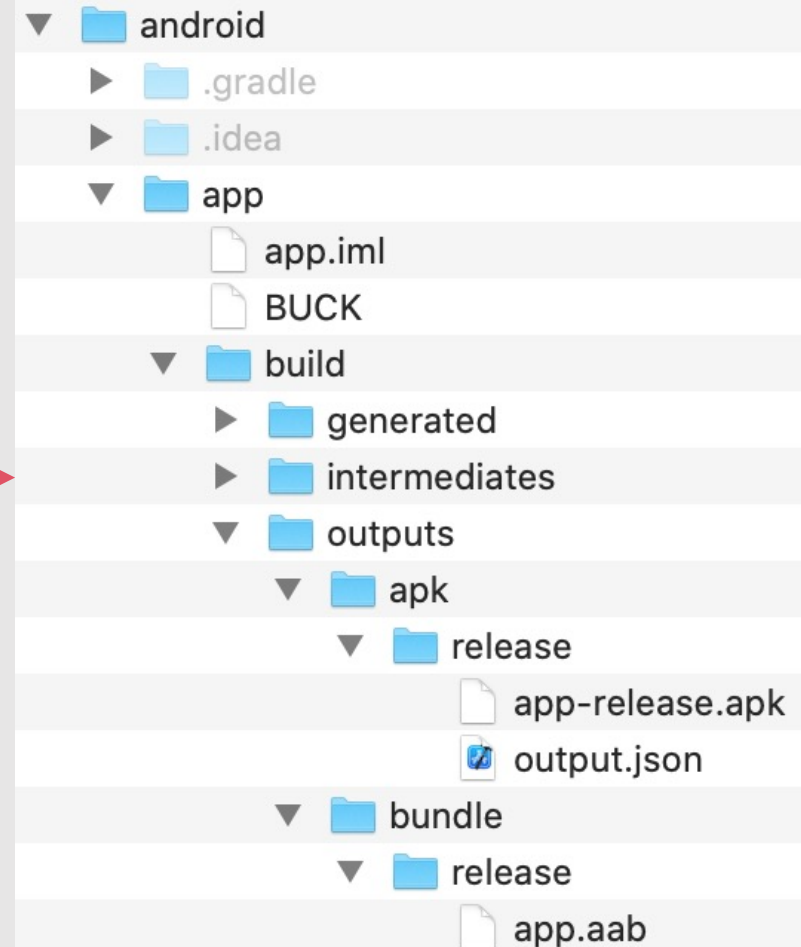 android
.gradle
.idea
app
app.iml
BUCK
build
generated
intermediates
outputs
apk
release
app-release.apk
output.json
bundle
release
app.aab